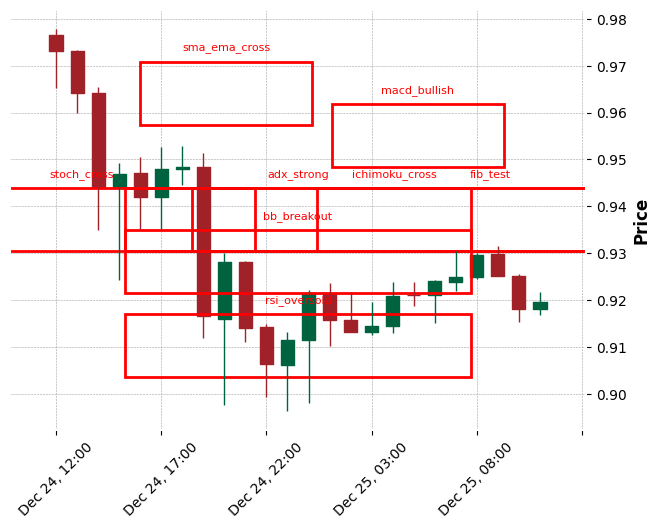 0.98
sma_ema_cross
0.97
macd_bullish
0.96
0.95
stoch_cross adx_strong ichimoku_cross fib_test
0.94
bb_breakout
Price
0.93
0.92
rsi_oversold
0.91
0.90
Dec 24, 12:00
Dec 24, 17:00
Dec 24, 22:00
Dec 25, 03:00
Dec 25, 08:00